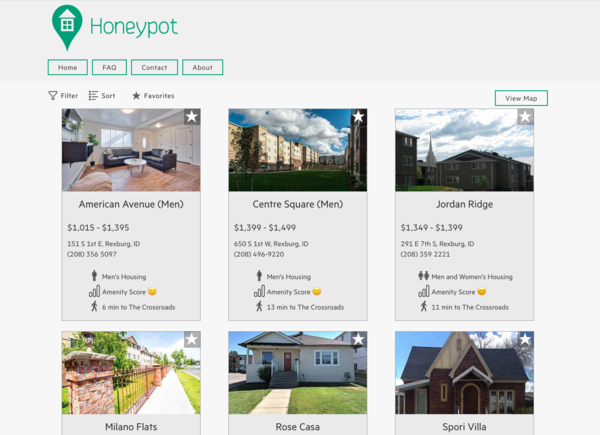 Honeypot
Home FAQ Contact About
Filter Sort Favorites View Map
American Avenue (Men)
$1,015 - $1,395
151 S 1st E, Rexburg, ID
(208) 356 5097
Men's Housing
Amenity Score
6 min to The Crossroads
Centre Square (Men)
$1,399 - $1,499
650 S 1st W, Rexburg, ID
(208) 496-9220
Men's Housing
Amenity Score
13 min to The Crossroads
Jordan Ridge
$1,349 - $1,399
291 E 7th S, Rexburg, ID
(208) 359 2221
Men and Women's Housing
Amenity Score
11 min to The Crossroads
Milano Flats
Rose Casa
Spori Villa